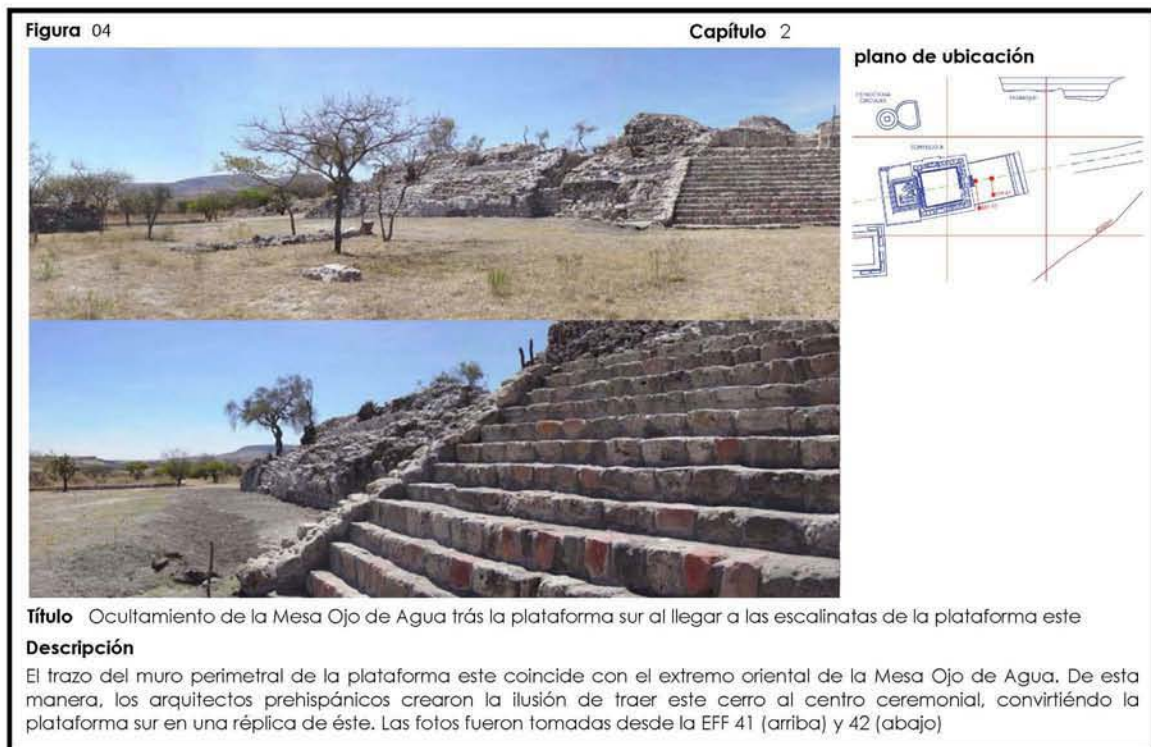 Figura 04
Capítulo 2
plano de ubicación
Título Ocultamiento de la Mesa Ojo de Agua trás la plataforma sur al llegar a las escalinatas de la plataforma este
Descripción
El trazo del muro perimetral de la plataforma este coincide con el extremo oriental de la Mesa Ojo de Agua. De esta
manera, los arquitectos prehispánicos crearon la ilusión de traer este cerro al centro ceremonial, convirtiéndo la
plataforma sur en una réplica de éste. Las fotos fueron tomadas desde la EFF 41 (arriba) y 42 (abajo)